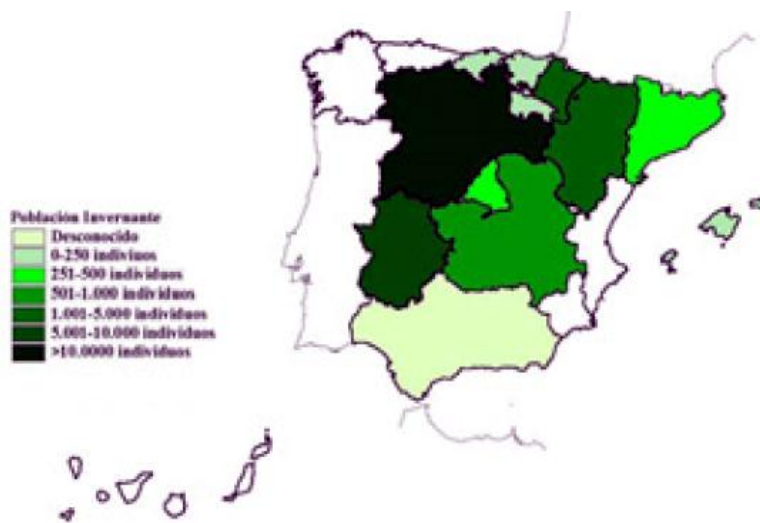 Población Invernante
Desconocido
0-250 indiviuos
251-500 individuos
501-1.000 individuos
1.001-5.000 individuos
5.001-10.000 individuos
>10.0000 individuos